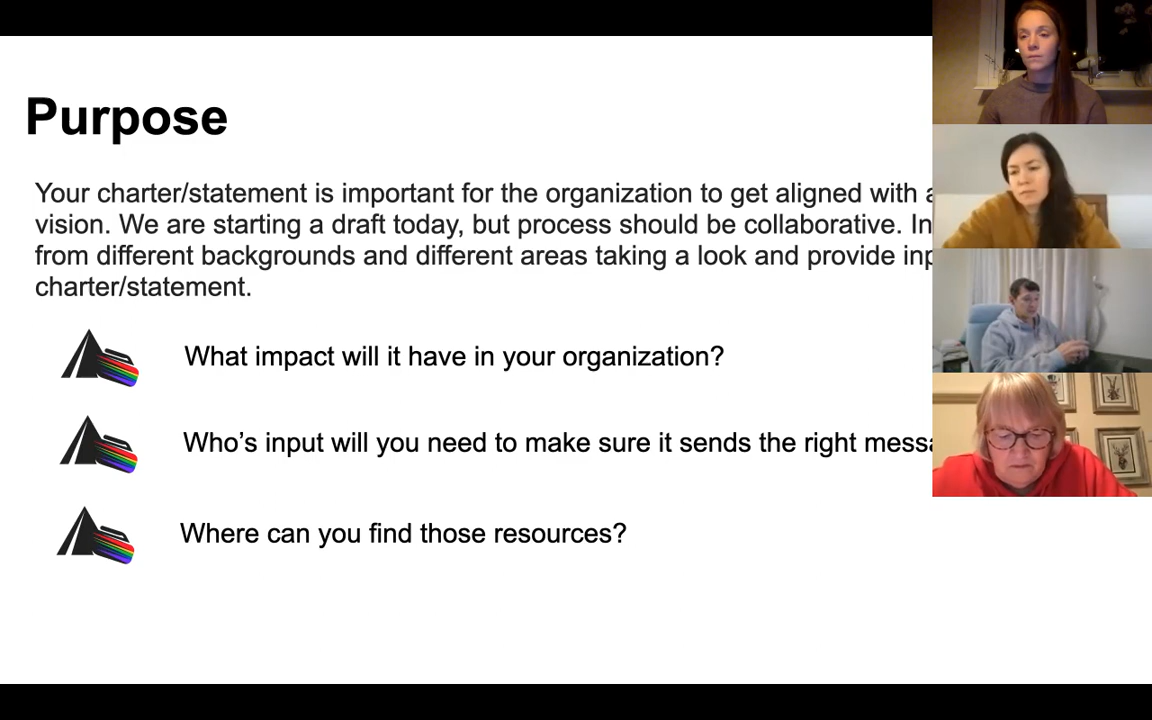 Purpose
Your charter/statement is important for the organization to get aligned with
vision. We are starting a draft today, but process should be collaborative. In
from different backgrounds and different areas taking a look and provide inp
charter/statement.
What impact will it have in your organization?
Who’s input will you need to make sure it sends the right messa
Where can you find those resources?